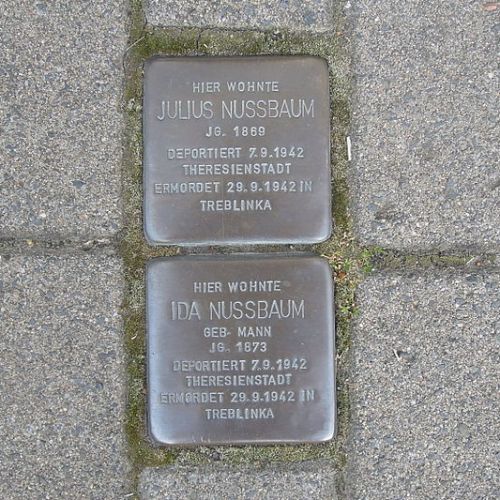 HIER WOHNTE
JULIUS NUSSBAUM
JG. 1869
DEPORTIERT 7.9.1942
THERESIENSTADT
ERMORDET 29.9.1942 IN
TREBLINKA
HIER WOHNTE
IDA NUSSBAUM
GEB. MANN
JG. 1873
DEPORTIERT 7.9.1942
THERESIENSTADT
ERMORDET 29.9.1942 IN
TREBLINKA